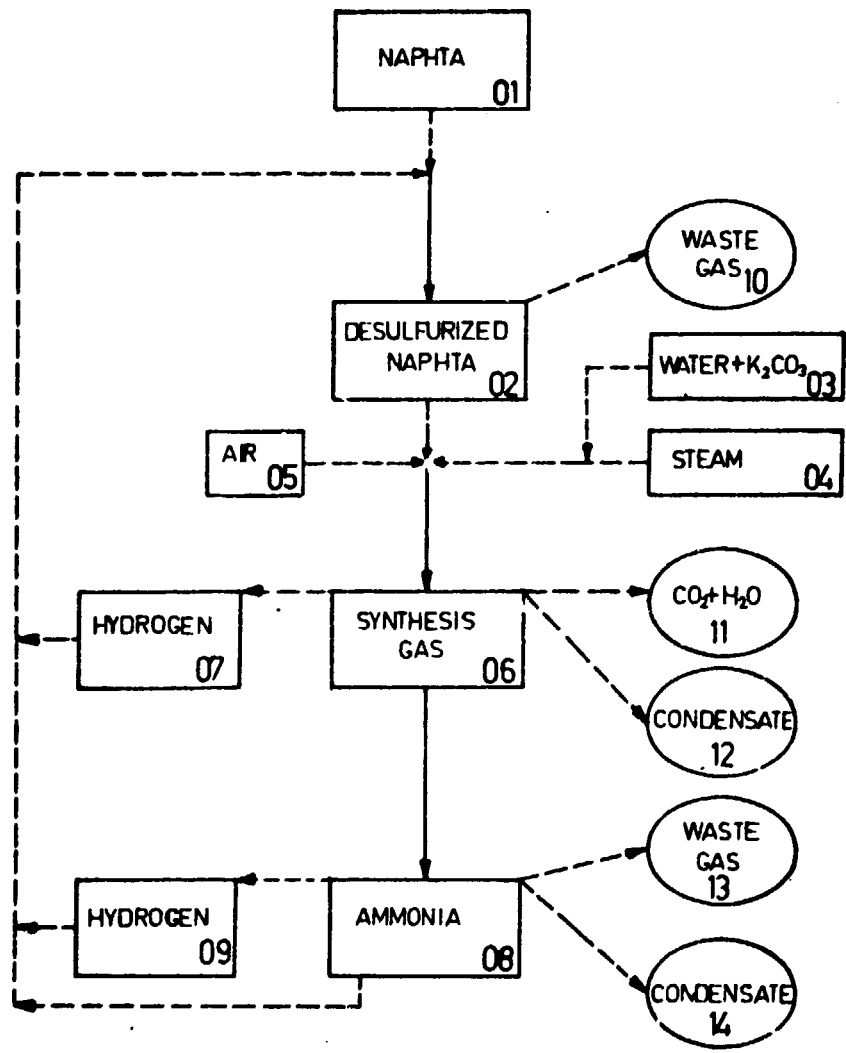 NAPHTA
01
WASTE
GAS 10
DESULFURIZED
NAPHTA
02
WATER+K₂CO₃ 03
AIR
05
STEAM
04
HYDROGEN
07
SYNTHESIS
GAS
06
CO₂+H₂O
11
CONDENSATE
12
WASTE
GAS
13
HYDROGEN
09
AMMONIA
08
CONDENSATE
14